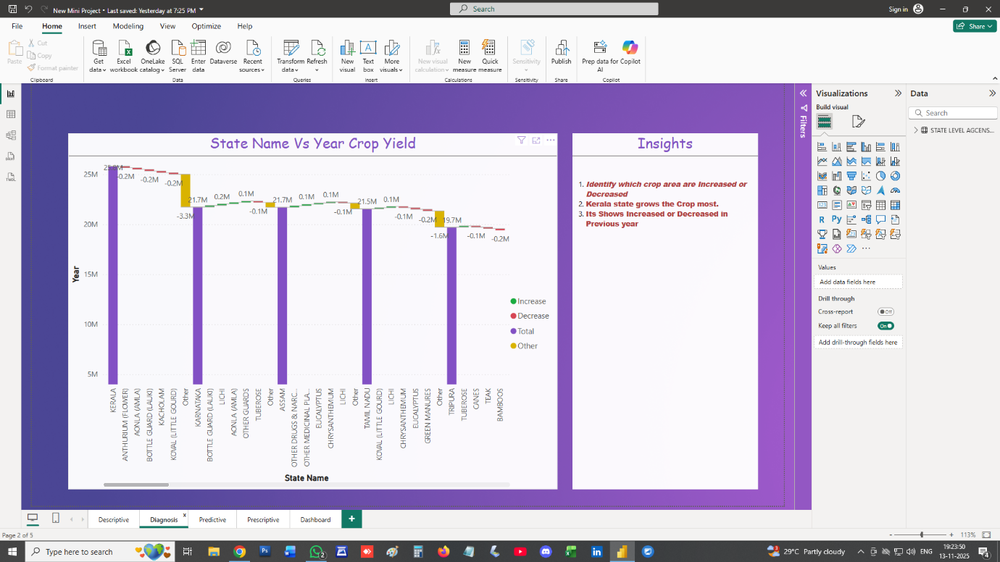 New Mini Project • Last saved: Yesterday at 7:25 PM
Search
Sign in
File Home Insert Modeling View Optimize Help
Share
Paste
Cut
Copy
Format painter
Clipboard
Get data
Excel workbook
OneLake catalog
SQL Server
Enter data
Dataverse
Recent sources
Data
Transform data
Refresh
Queries
New visual
Text box
More visuals
Insert
New visual calculation
New measure
Quick measure
Calculations
Sensitivity
Sensitivity
Publish
Share
Prep data for AI
Copilot
Copilot
State Name Vs Year Crop Yield
25M
20M
15M
10M
5M
Year
-0.2M
-0.2M
-0.2M
-3.3M
21.7M
0.2M
0.1M
-0.1M
21.7M
0.1M
0.1M
-0.1M
21.5M
0.1M
-0.1M
-0.2M
-1.6M
19.7M
-0.1M
-0.2M
Increase
Decrease
Total
Other
KERALA
ANTHURIUM (FLOWER)
AONLA (AMLA)
BOTTLE GUARD (LAUKI)
KACHOLAM
KOVAL (LITTLE GOURD)
Other
KARNATAKA
BOTTLE GUARD (LAUKI)
LICHI
AONLA (AMLA)
OTHER GUARDS
TUBEROSE
Other
ASSAM
OTHER DRUGS & NARC...
OTHER MEDICINAL PLA...
EUCALYPTUS
CHRYSANTHEMUM
LICHI
Other
TAMIL NADU
KOVAL (LITTLE GOURD)
LICHI
CHRYSANTHEMUM
EUCALYPTUS
GREEN MANURES
Other
TRIPURA
TUBEROSE
CANES
TEAK
BAMBOOS
State Name
Insights
1. Identify which crop area are Increased or
Decreased
2. Kerala state grows the Crop most.
3. Its Shows Increased or Decreased in
Previous year
Filters
Visualizations
Build visual
Values
Add data fields here
Drill through
Cross-report
Off
Keep all filters
On
Add drill-through fields here
Data
Search
STATE LEVEL AGCENS...
Descriptive
Diagnosis
Predictive
Prescriptive
Dashboard
Page 2 of 5
113%
Type here to search
29°C Partly cloudy
ENG
19:23:50
13-11-2025